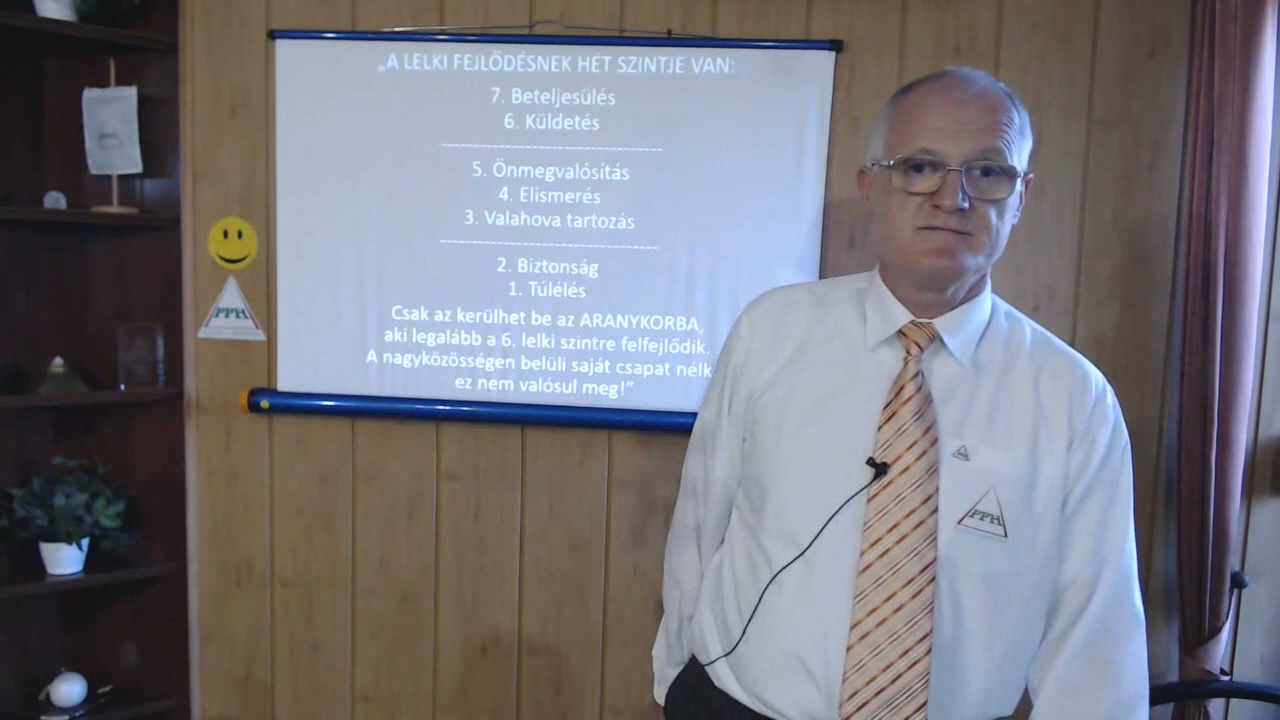 „A LELKI FEJLŐDÉSNEK HÉT SZINTJE VAN:
7. Beteljesülés
6. Küldetés
5. Önmegvalósítás
4. Elismerés
3. Valahova tartozás
2. Biztonság
1. Túlélés
Csak az kerülhet be az ARANYKORBA,
aki legalább a 6. lelki szintre felfejlődik.
A nagyközösségen belüli saját csapat nélk
ez nem valósul meg!”
PPH
PPH